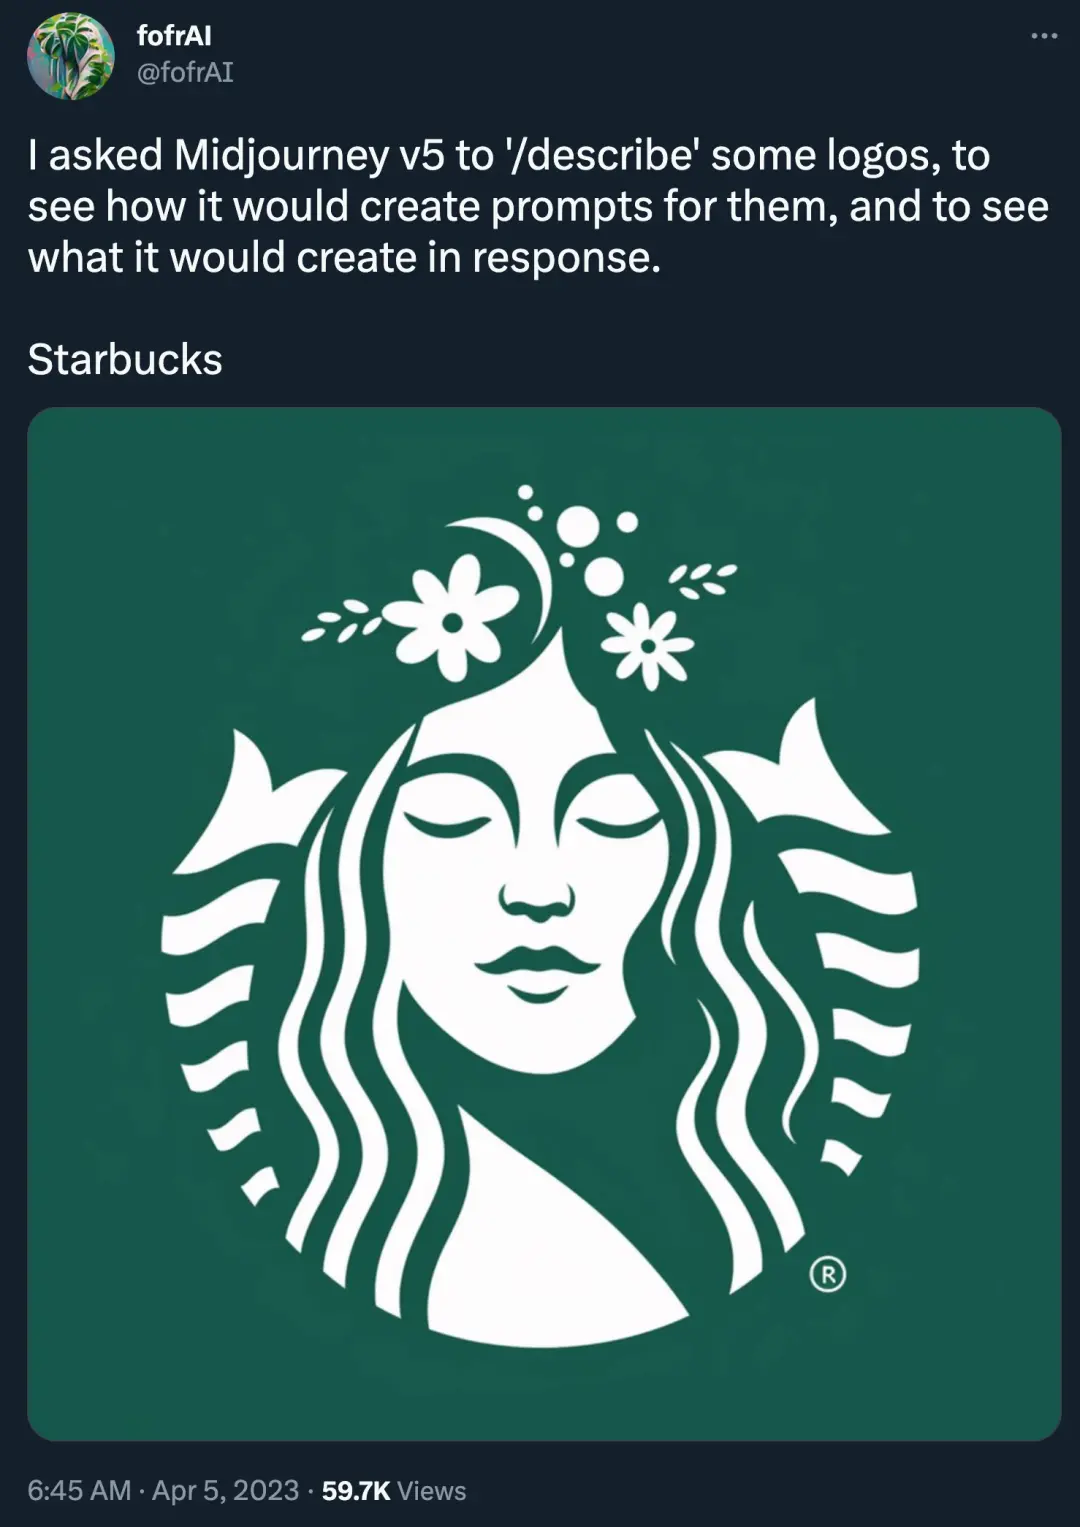 fofrAI
@fofrAI
I asked Midjourney v5 to '/describe' some logos, to
see how it would create prompts for them, and to see
what it would create in response.
Starbucks
®
6:45 AM · Apr 5, 2023 · 59.7K Views